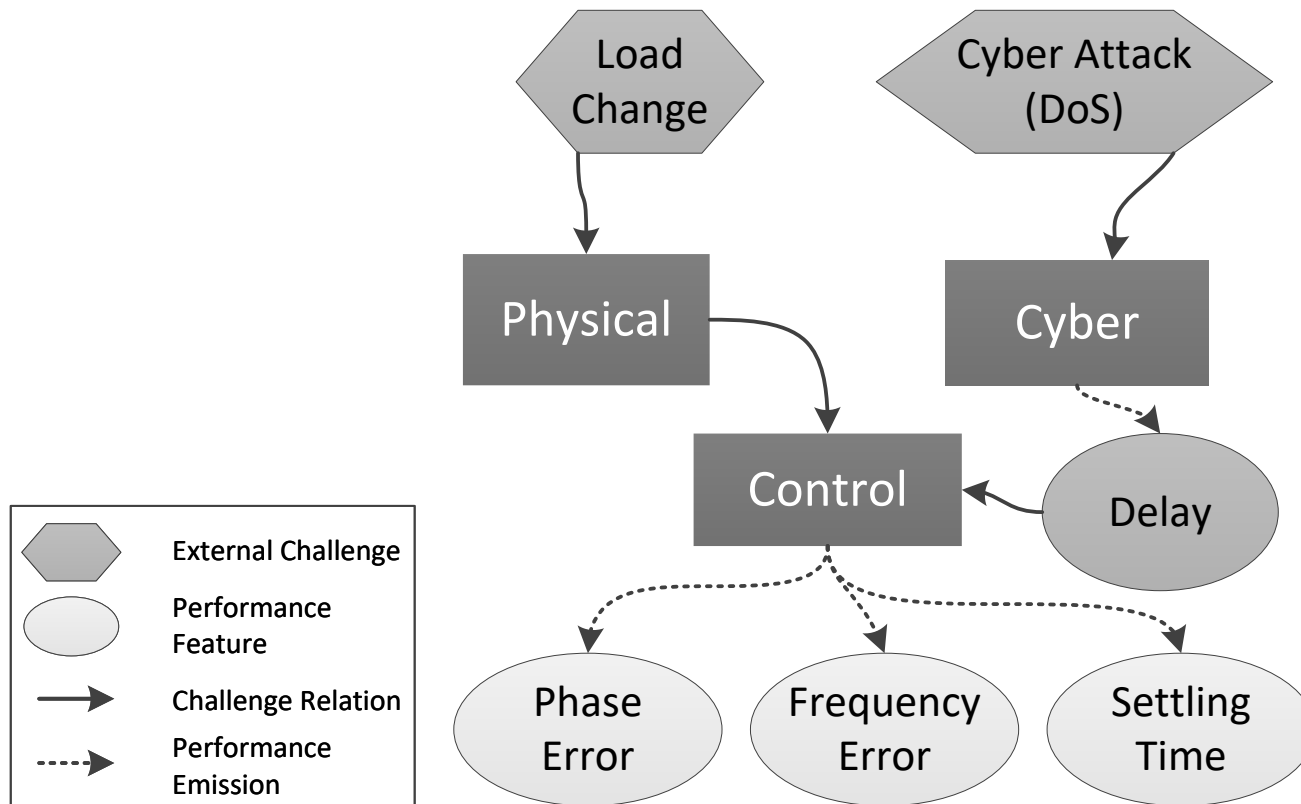 Load
Change
Cyber Attack
(DoS)
Physical
Cyber
Control
Delay
External Challenge
Performance
Feature
Challenge Relation
Performance
Emission
Phase
Error
Frequency
Error
Settling
Time